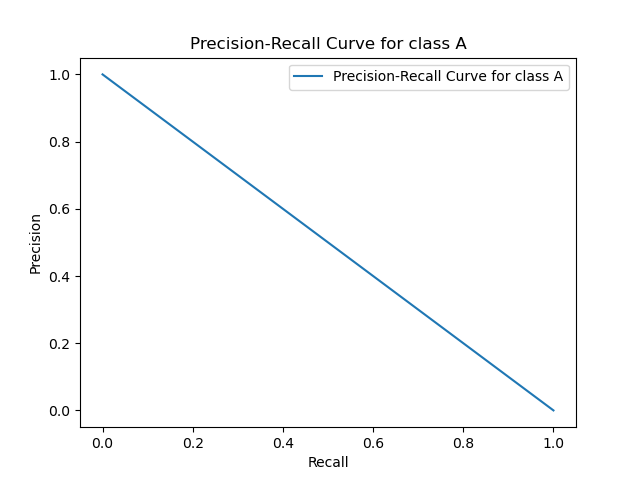 Precision-Recall Curve for class A
Precision-Recall Curve for class A
1.0
0.8
0.6
0.4
0.2
0.0
Precision
0.0 0.2 0.4 0.6 0.8 1.0
Recall